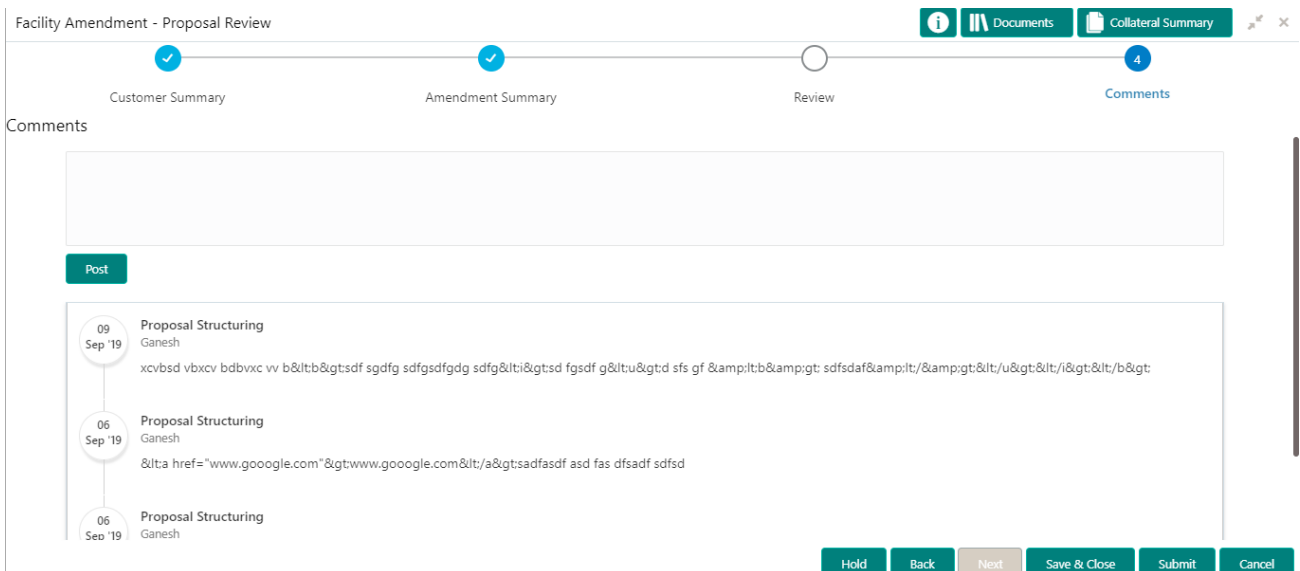 Facility Amendment - Proposal Review
i Documents Collateral Summary
4
Customer Summary Amendment Summary Review Comments
Comments
Post
09
Sep '19
Proposal Structuring
Ganesh
xcvbsd vbxcv bdbvxc vv b&lt;b&gt;sdf sgdfg sdfgsdfgdg sdfg&lt;i&gt;sd fgsdf g&lt;u&gt;d sfs gf &amp;lt;b&amp;gt; sdfsdaf&amp;lt;/&amp;gt;&lt;/u&gt;&lt;/i&gt;&lt;/b&gt;
06
Sep '19
Proposal Structuring
Ganesh
&lt;a href="www.gooogle.com"&gt;www.gooogle.com&lt;/a&gt;sadfasdf asd fas dfsadf sdfsd
06
Sep '19
Proposal Structuring
Ganesh
Hold Back Next Save & Close Submit Cancel